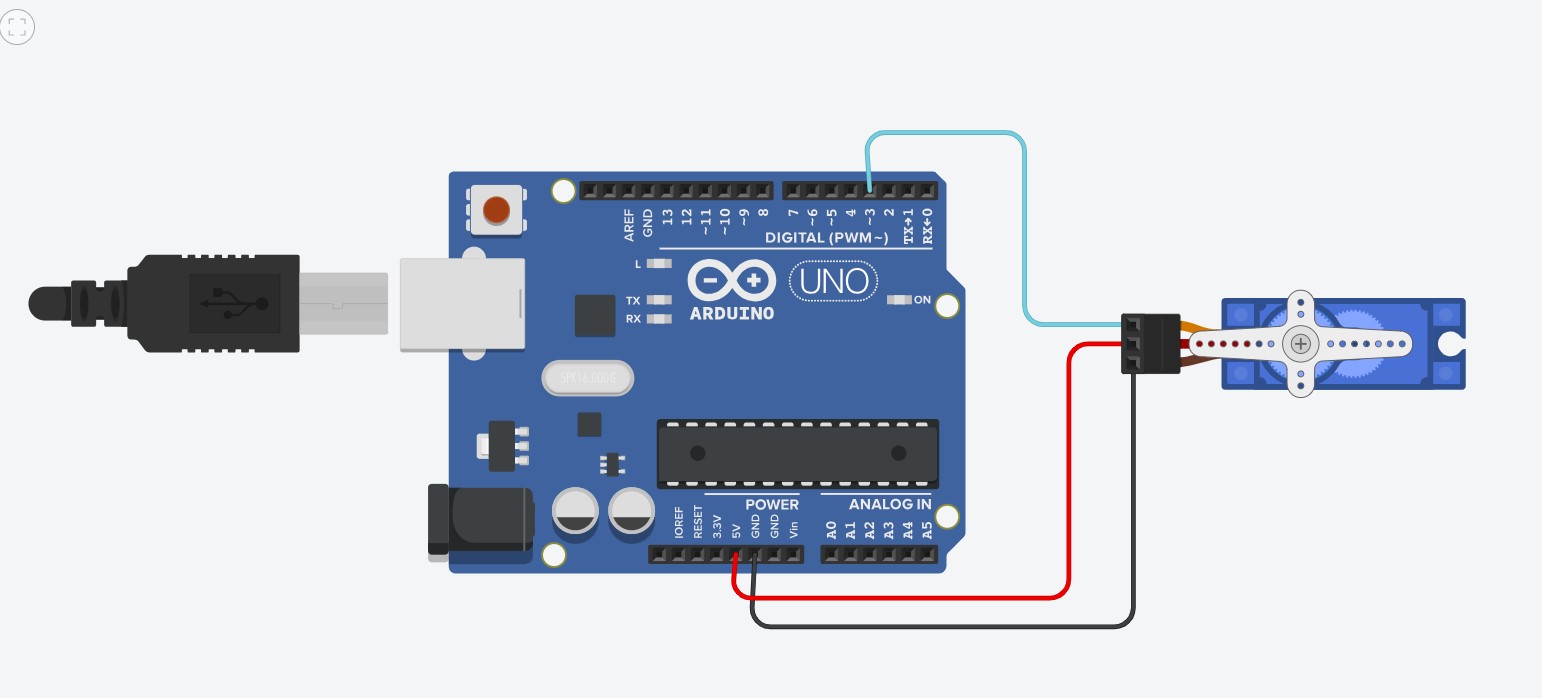 AREF
GND
13
12
~11
~10
~9
8
7
~6
~5
4
~3
2
TX→1
RX←0
DIGITAL (PWM~)
L
TX
RX
UNO
ON
ARDUINO
SPK16.000G
POWER
ANALOG IN
IOREF
RESET
3.3V
5V
GND
GND
Vin
A0
A1
A2
A3
A4
A5